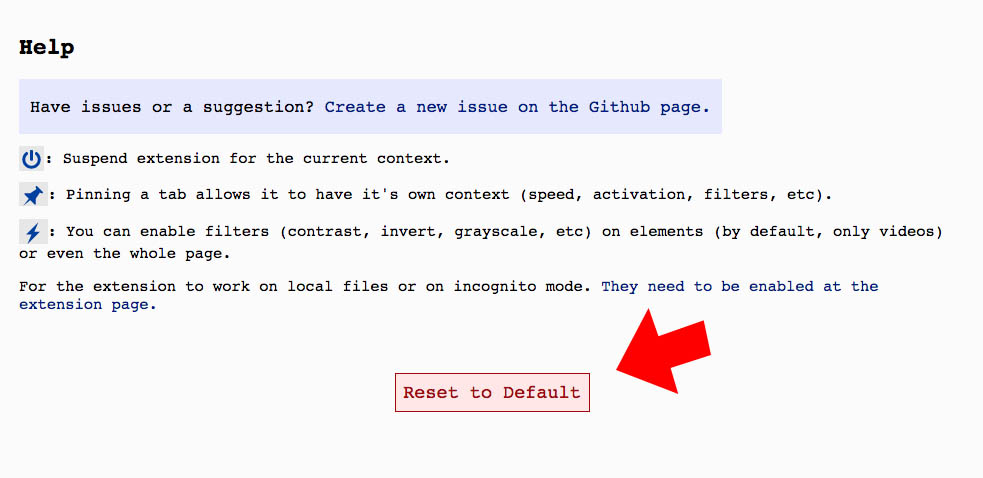 Help
Have issues or a suggestion? Create a new issue on the Github page.
: Suspend extension for the current context.
: Pinning a tab allows it to have it's own context (speed, activation, filters, etc).
: You can enable filters (contrast, invert, grayscale, etc) on elements (by default, only videos)
or even the whole page.
For the extension to work on local files or on incognito mode. They need to be enabled at the
extension page.
Reset to Default